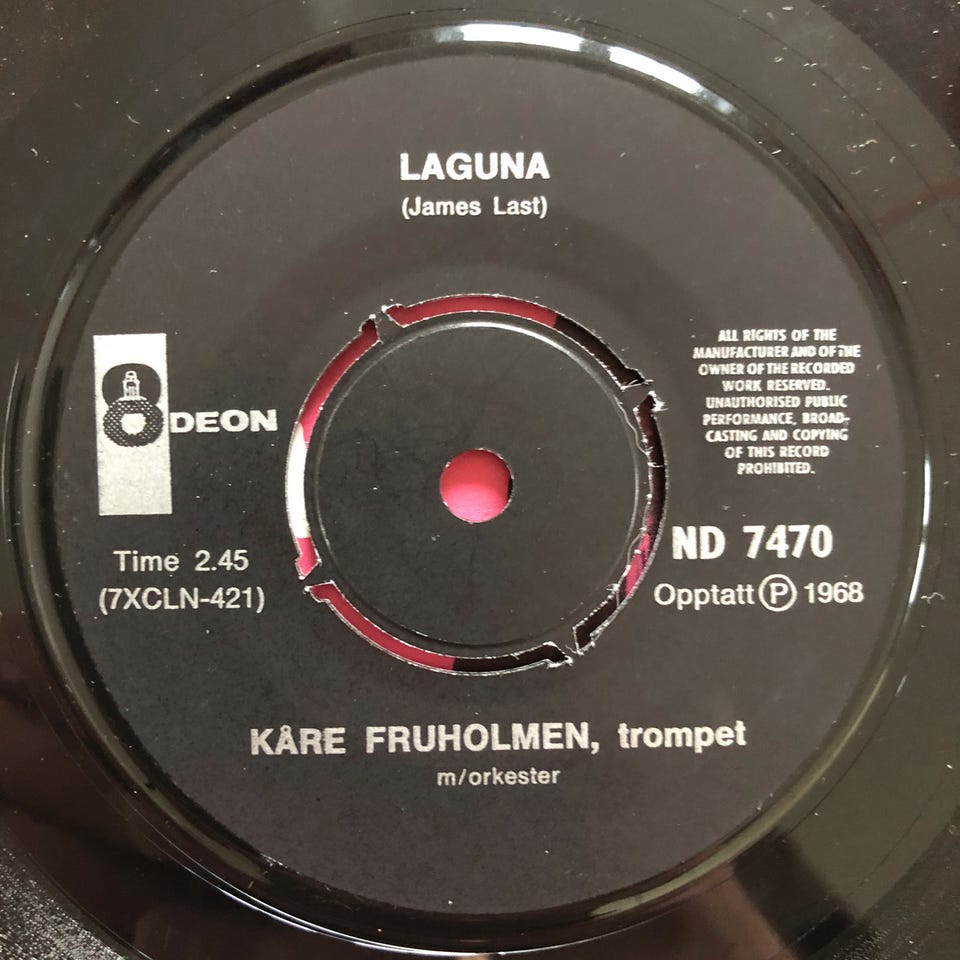 LAGUNA
(James Last)
ODEON
ALL RIGHTS OF THE
MANUFACTURER AND OF THE
OWNER OF THE RECORDED
WORK RESERVED.
UNAUTHORISED PUBLIC
PERFORMANCE, BROAD-
CASTING AND COPYING
OF THIS RECORD
PROHIBITED.
Time 2.45
(7XCLN-421)
ND 7470
Opptatt Ⓟ 1968
KÅRE FRUHOLMEN, trompet
m/orkester